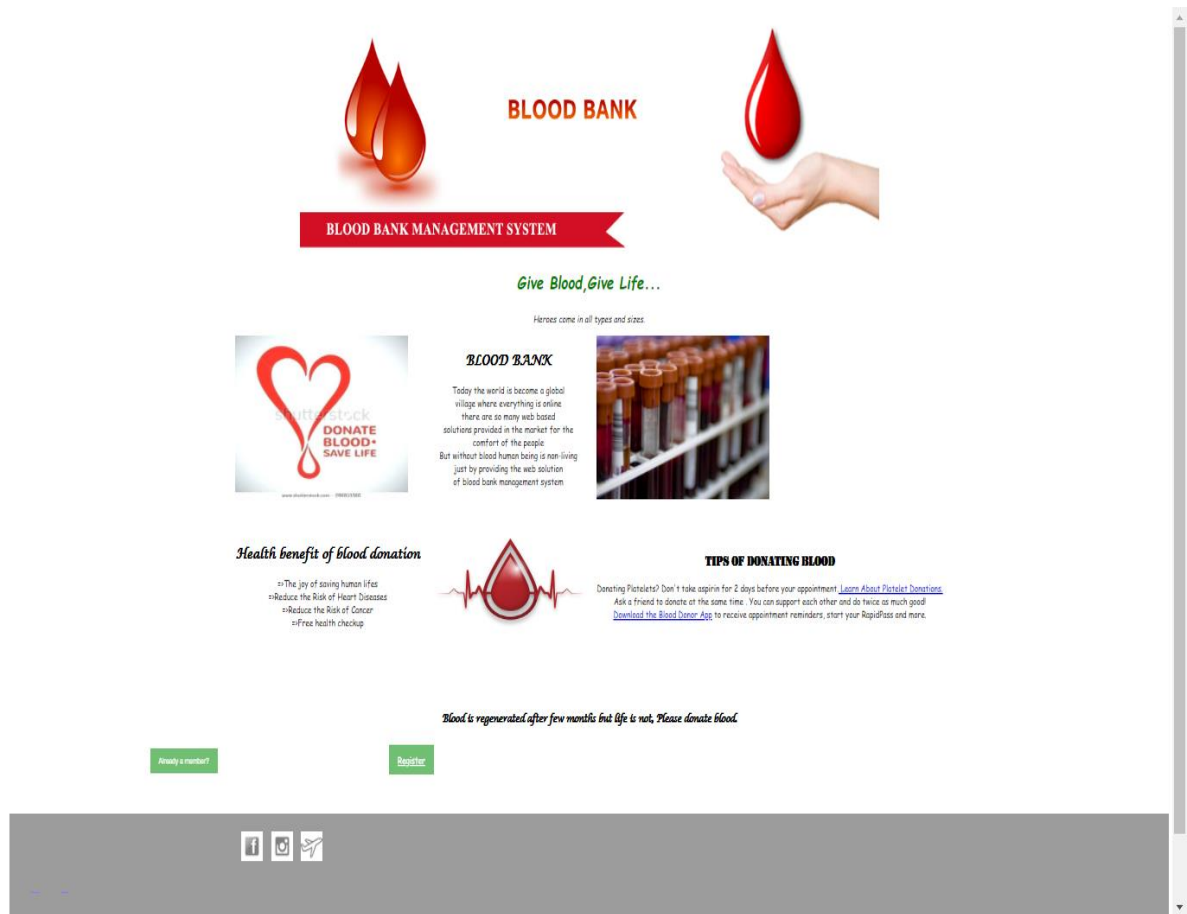 BLOOD BANK
BLOOD BANK MANAGEMENT SYSTEM
Give Blood,Give Life...
Heroes come in all types and sizes.
shutterstock
DONATE
BLOOD
SAVE LIFE
www.shutterstock.com
BLOOD BANK
Today the world is become a global
village where everything is online
there are so many web based
solutions provided in the market for the
comfort of the people
But without blood human being is non-living
just by providing the web solution
of blood bank management system
Health benefit of blood donation
=>The joy of saving human lifes
=>Reduce the Risk of Heart Diseases
=>Reduce the Risk of Cancer
=>Free health checkup
TIPS OF DONATING BLOOD
Donating Platelets? Don't take aspirin for 2 days before your appointment. Learn About Platelet Donations.
Ask a friend to donate at the same time . You can support each other and do twice as much good!
Download the Blood Donor App to receive appointment reminders, start your RapidPass and more.
Blood is regenerated after few months but life is not, Please donate blood.
Already a member?
Register